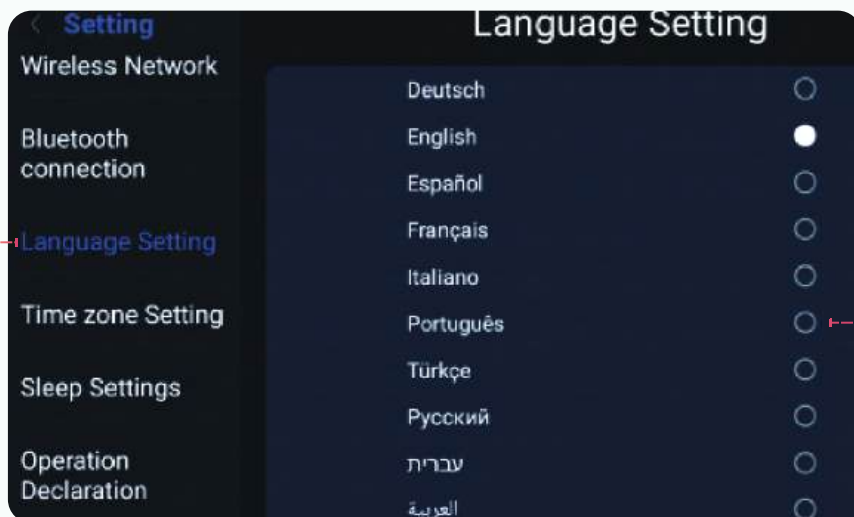 Setting
Wireless Network
Bluetooth
connection
Language Setting
Time zone Setting
Sleep Settings
Operation
Declaration
Language Setting
Deutsch
English
Español
Français
Italiano
Português
Türkçe
Русский
עברית
العربية